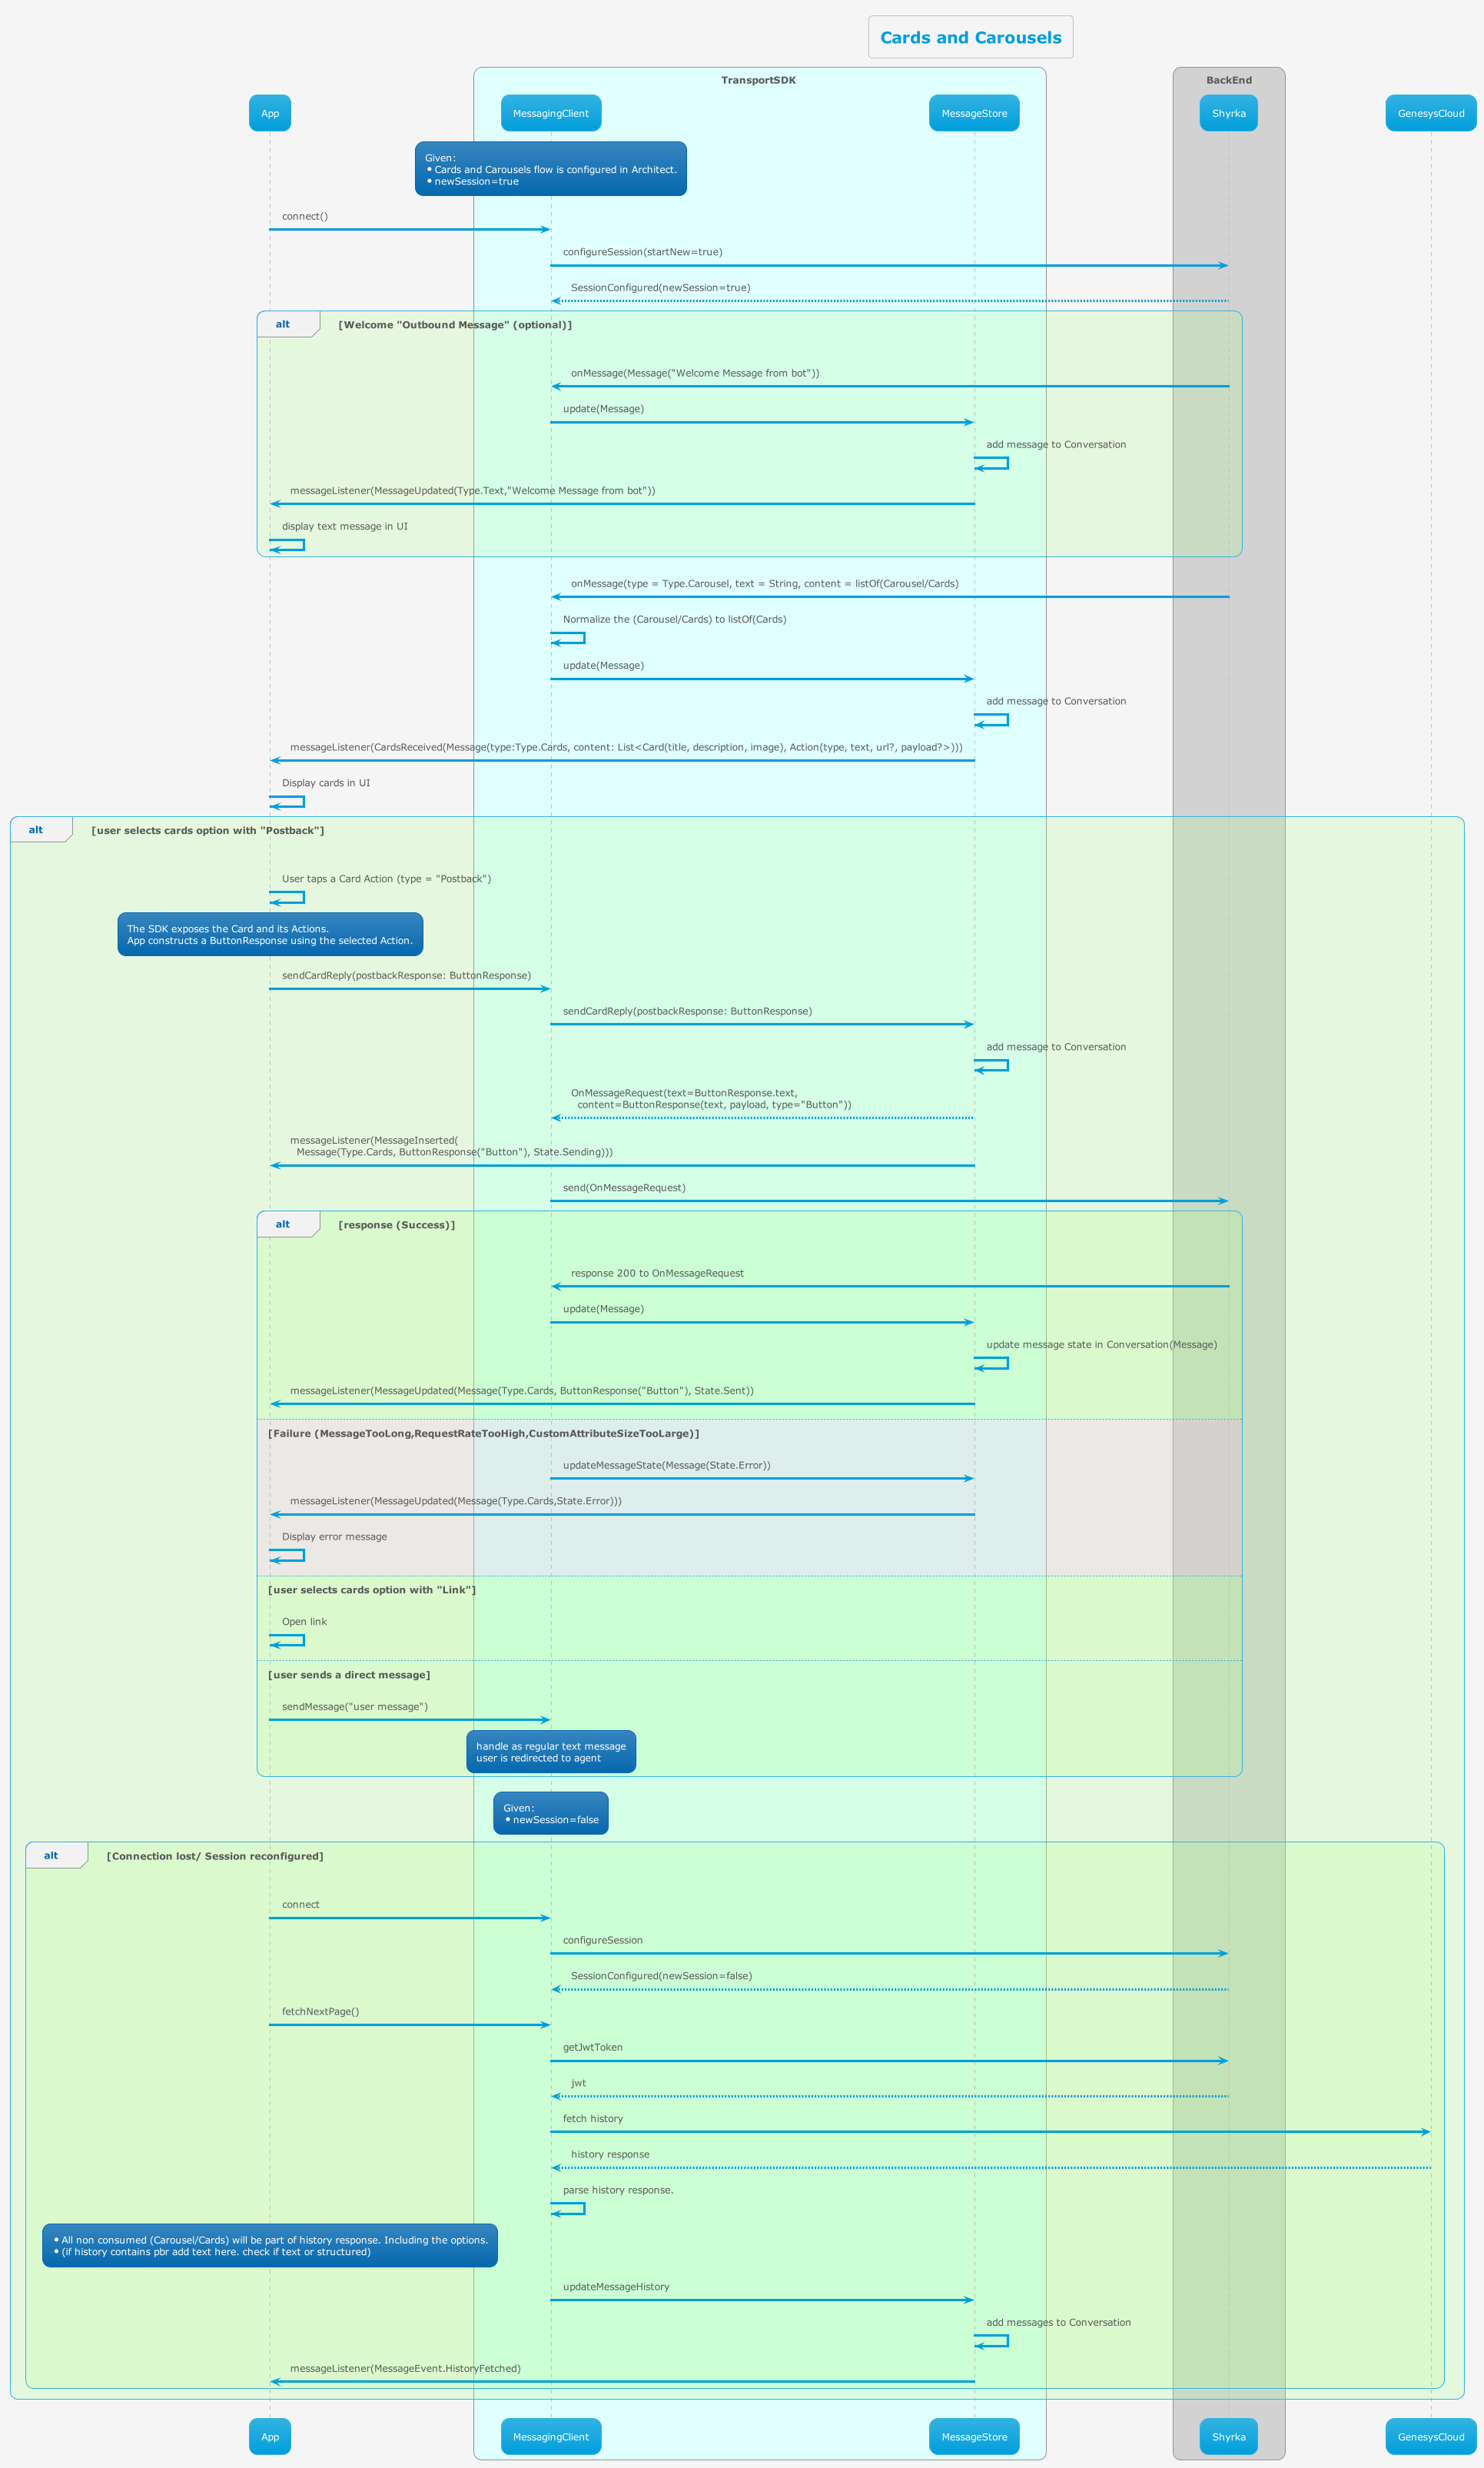 Cards and Carousels
TransportSDK
BackEnd
App
MessagingClient
MessageStore
Shyrka
GenesysCloud
Given:
• Cards and Carousels flow is configured in Architect.
• newSession=true
connect()
configureSession(startNew=true)
SessionConfigured(newSession=true)
alt
[Welcome "Outbound Message" (optional)]
onMessage(Message("Welcome Message from bot"))
update(Message)
add message to Conversation
messageListener(MessageUpdated(Type.Text,"Welcome Message from bot"))
display text message in UI
onMessage(type = Type.Carousel, text = String, content = listOf(Carousel/Cards)
Normalize the (Carousel/Cards) to listOf(Cards)
update(Message)
add message to Conversation
messageListener(CardsReceived(Message(type:Type.Cards, content: List<Card(title, description, image), Action(type, text, url?, payload?>)))
Display cards in UI
alt
[user selects cards option with "Postback"]
User taps a Card Action (type = "Postback")
The SDK exposes the Card and its Actions.
App constructs a ButtonResponse using the selected Action.
sendCardReply(postbackResponse: ButtonResponse)
sendCardReply(postbackResponse: ButtonResponse)
add message to Conversation
OnMessageRequest(text=ButtonResponse.text,
content=ButtonResponse(text, payload, type="Button"))
messageListener(MessageInserted(
Message(Type.Cards, ButtonResponse("Button"), State.Sending)))
send(OnMessageRequest)
alt
[response (Success)]
response 200 to OnMessageRequest
update(Message)
update message state in Conversation(Message)
messageListener(MessageUpdated(Message(Type.Cards, ButtonResponse("Button"), State.Sent))
[Failure (MessageTooLong,RequestRateTooHigh,CustomAttributeSizeTooLarge)]
updateMessageState(Message(State.Error))
messageListener(MessageUpdated(Message(Type.Cards,State.Error)))
Display error message
[user selects cards option with "Link"]
Open link
[user sends a direct message]
sendMessage("user message")
handle as regular text message
user is redirected to agent
Given:
• newSession=false
alt
[Connection lost/ Session reconfigured]
connect
configureSession
SessionConfigured(newSession=false)
fetchNextPage()
getJwtToken
jwt
fetch history
history response
parse history response.
• All non consumed (Carousel/Cards) will be part of history response. Including the options.
• (if history contains pbr add text here. check if text or structured)
updateMessageHistory
add messages to Conversation
messageListener(MessageEvent.HistoryFetched)
App
MessagingClient
MessageStore
Shyrka
GenesysCloud